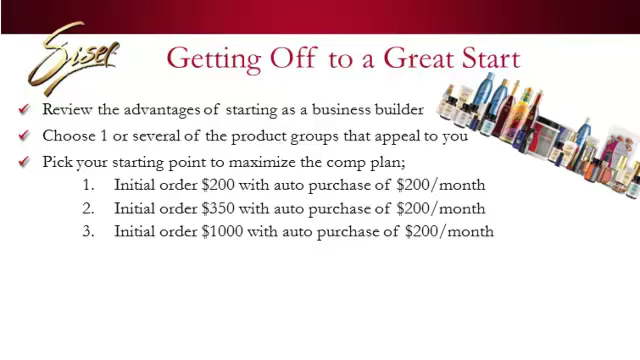 Sisel
Getting Off to a Great Start
Review the advantages of starting as a business builder
Choose 1 or several of the product groups that appeal to you
Pick your starting point to maximize the comp plan;
1. Initial order $200 with auto purchase of $200/month
2. Initial order $350 with auto purchase of $200/month
3. Initial order $1000 with auto purchase of $200/month